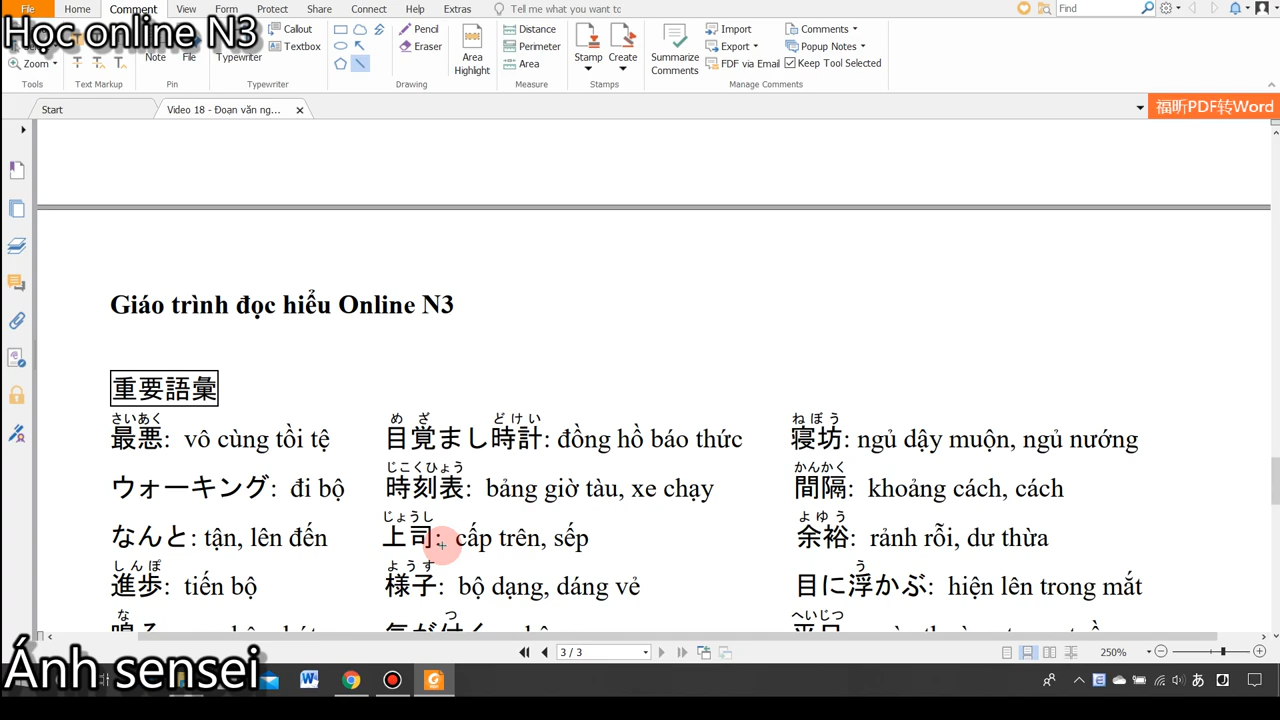 File Home Comment View Form Protect Share Connect Help Extras Tell me what you want tc Find
Học online N3
Zoom
Tools
Text Markup
Note File
Pin
Typewriter
Callout
Textbox
Typewriter
Pencil
Eraser
Area Highlight
Drawing
Distance
Perimeter
Area
Measure
Stamp Create
Stamps
Summarize Comments
Import
Export
FDF via Email
Comments
Popup Notes
Keep Tool Selected
Manage Comments
Start
Video 18 - Đoạn văn ng...
福昕PDF转Word
Giáo trình đọc hiểu Online N3
重要語彙
さいあく めざ どけい ねぼう
最悪: vô cùng tồi tệ 目覚まし時計: đồng hồ báo thức 寝坊: ngủ dậy muộn, ngủ nướng
じこくひょう かんかく
ウォーキング: đi bộ 時刻表: bảng giờ tàu, xe chạy 間隔: khoảng cách, cách
じょうし よゆう
なんと: tận, lên đến 上司: cấp trên, sếp 余裕: rảnh rỗi, dư thừa
しんぽ ようす う
進歩: tiến bộ 様子: bộ dạng, dáng vẻ 目に浮かぶ: hiện lên trong mắt
な つ へいじつ
3 / 3
250%
Ánh sensei
あ